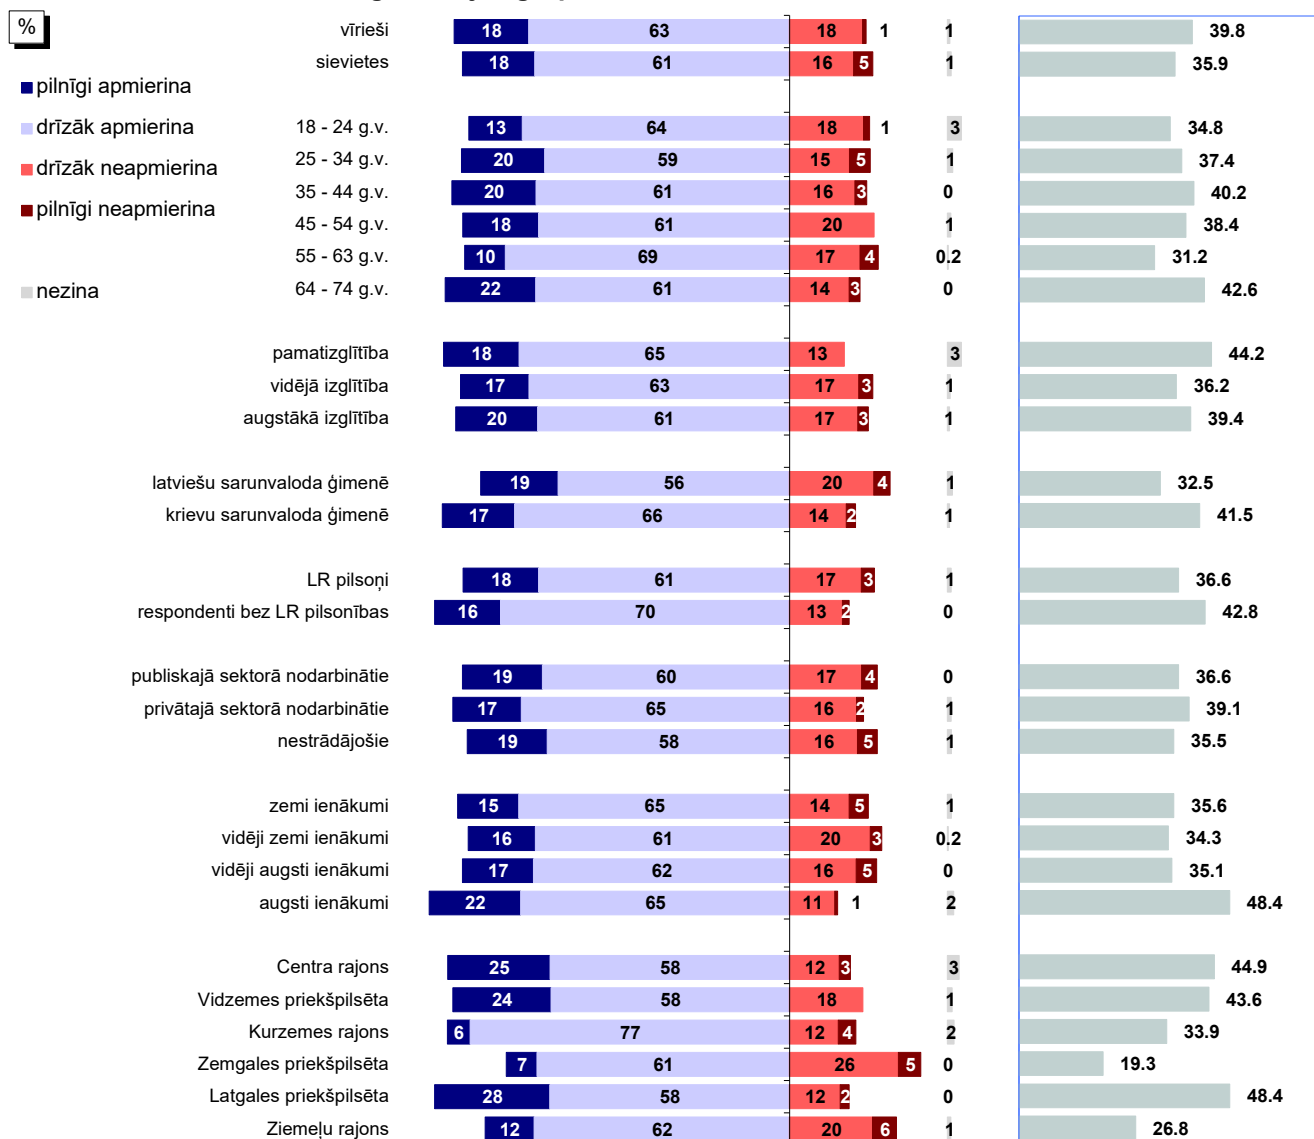 %
pilnīgi apmierina
drīzāk apmierina
drīzāk neapmierina
pilnīgi neapmierina
nezina
vīrieši 18 63 18 1 1 39.8
sievietes 18 61 16 5 1 35.9
18 - 24 g.v. 13 64 18 1 3 34.8
25 - 34 g.v. 20 59 15 5 1 37.4
35 - 44 g.v. 20 61 16 3 0 40.2
45 - 54 g.v. 18 61 20 1 38.4
55 - 63 g.v. 10 69 17 4 0.2 31.2
64 - 74 g.v. 22 61 14 3 0 42.6
pamatizglītība 18 65 13 3 44.2
vidējā izglītība 17 63 17 3 1 36.2
augstākā izglītība 20 61 17 3 1 39.4
latviešu sarunvaloda ģimenē 19 56 20 4 1 32.5
krievu sarunvaloda ģimenē 17 66 14 2 1 41.5
LR pilsoņi 18 61 17 3 1 36.6
respondenti bez LR pilsonības 16 70 13 2 0 42.8
publiskajā sektorā nodarbinātie 19 60 17 4 0 36.6
privātajā sektorā nodarbinātie 17 65 16 2 1 39.1
nestrādājošie 19 58 16 5 1 35.5
zemi ienākumi 15 65 14 5 1 35.6
vidēji zemi ienākumi 16 61 20 3 0.2 34.3
vidēji augsti ienākumi 17 62 16 5 0 35.1
augsti ienākumi 22 65 11 1 2 48.4
Centra rajons 25 58 12 3 3 44.9
Vidzemes priekšpilsēta 24 58 18 1 43.6
Kurzemes rajons 6 77 12 4 2 33.9
Zemgales priekšpilsēta 7 61 26 5 0 19.3
Latgales priekšpilsēta 28 58 12 2 0 48.4
Ziemeļu rajons 12 62 20 6 1 26.8